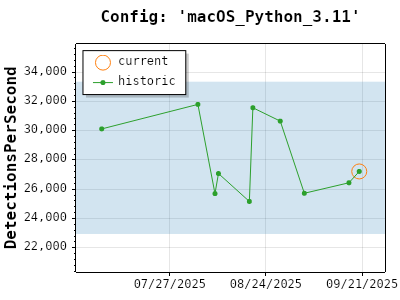 Config: 'macOS_Python_3.11'
current
historic
DetectionsPerSecond
34,000
32,000
30,000
28,000
26,000
24,000
22,000
07/27/2025
08/24/2025
09/21/2025